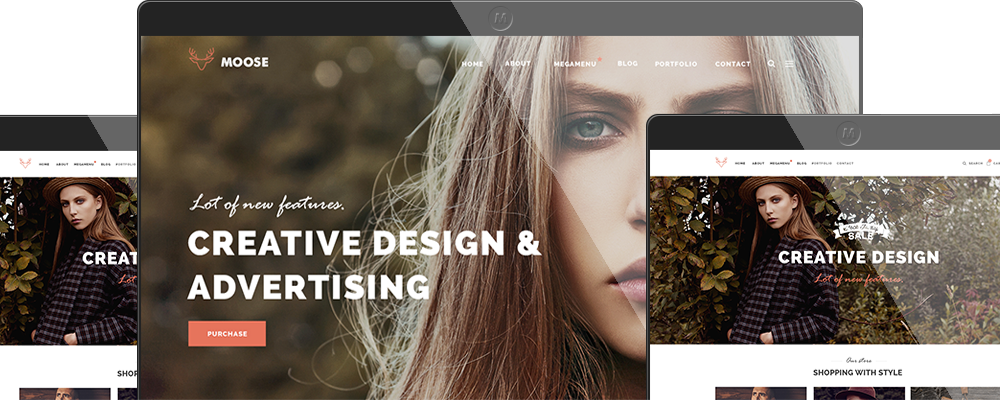 M
MOOSE
HOME ABOUT MEGAMENU BLOG PORTFOLIO CONTACT
Lot of new features.
CREATIVE DESIGN &
ADVERTISING
PURCHASE
HOME ABOUT MEGAMENU BLOG PORTFOLIO
CREAT
Lot
SHOP
M
HOME ABOUT MEGAMENU BLOG PORTFOLIO CONTACT SEARCH
SALE
CREATIVE DESIGN
Lot of new features.
Our store
SHOPPING WITH STYLE